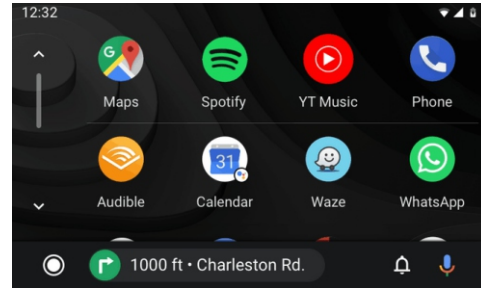 12:32
Maps Spotify YT Music Phone
31
Audible Calendar Waze WhatsApp
1000 ft • Charleston Rd.